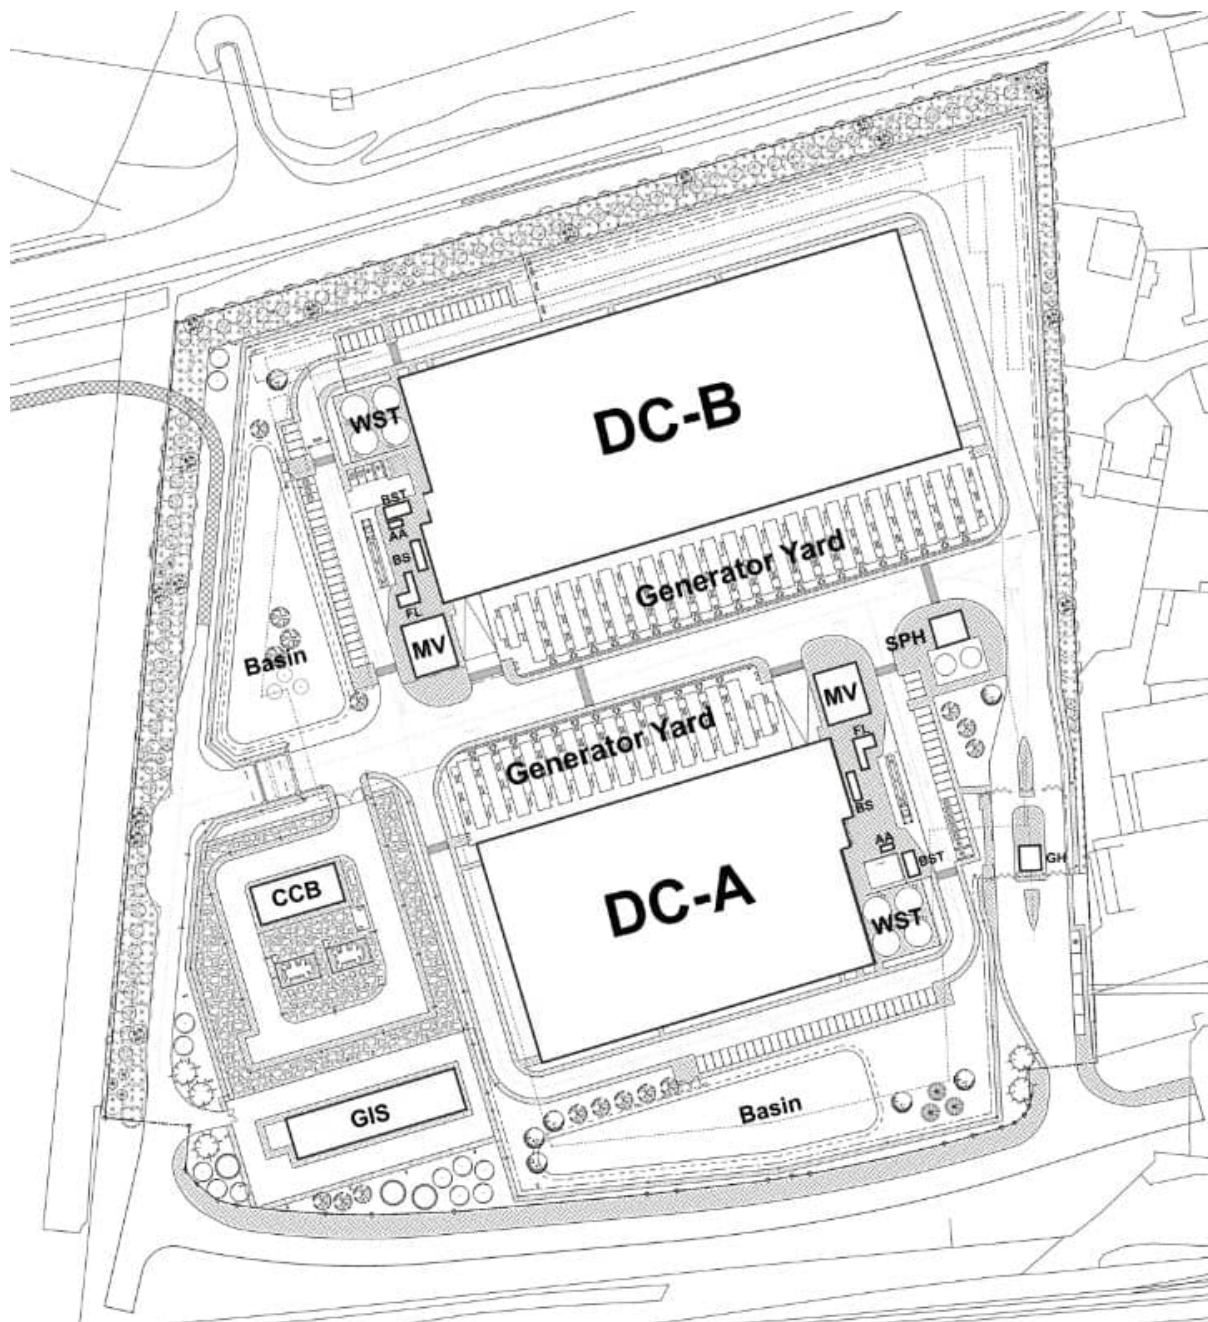 DC-B
WST
BST
AA
BS
FL
MV
Generator Yard
SPH
Basin
MV
Generator Yard
FL
BS
AA
BST
GH
CCB
DC-A
WST
GIS
Basin